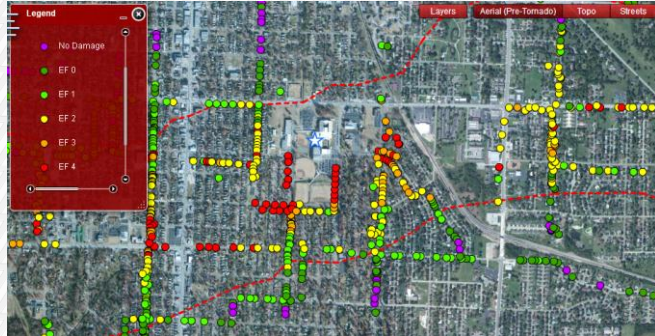 Legend
No Damage
EF 0
EF 1
EF 2
EF 3
EF 4
Layers
Aerial (Pre-Tornado)
Topo
Streets